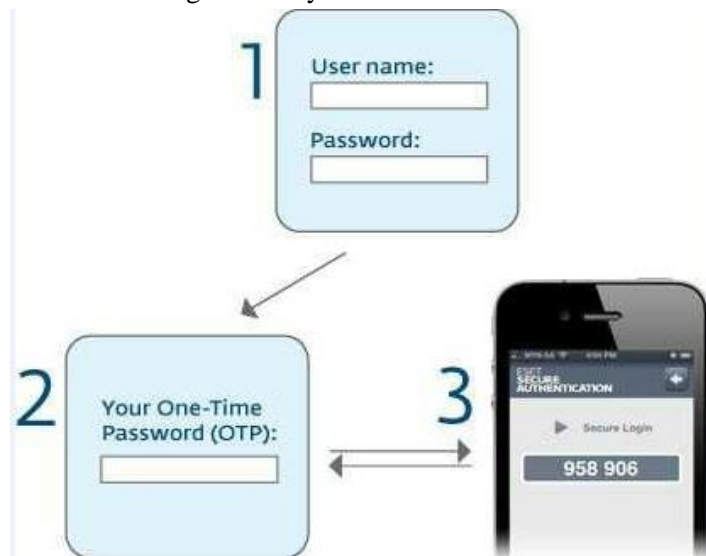 1
User name:
Password:
2
Your One-Time
Password (OTP):
3
ESET
SECURE
AUTHENTICATION
Secure Login
958 906